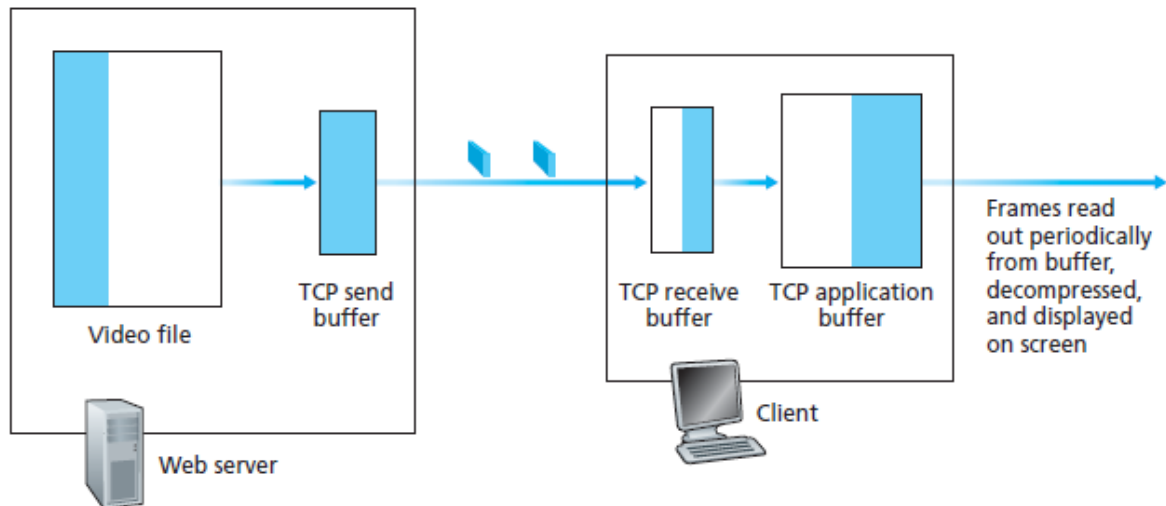 Video file
TCP send
buffer
Web server
TCP receive
buffer
TCP application
buffer
Client
Frames read
out periodically
from buffer,
decompressed,
and displayed
on screen